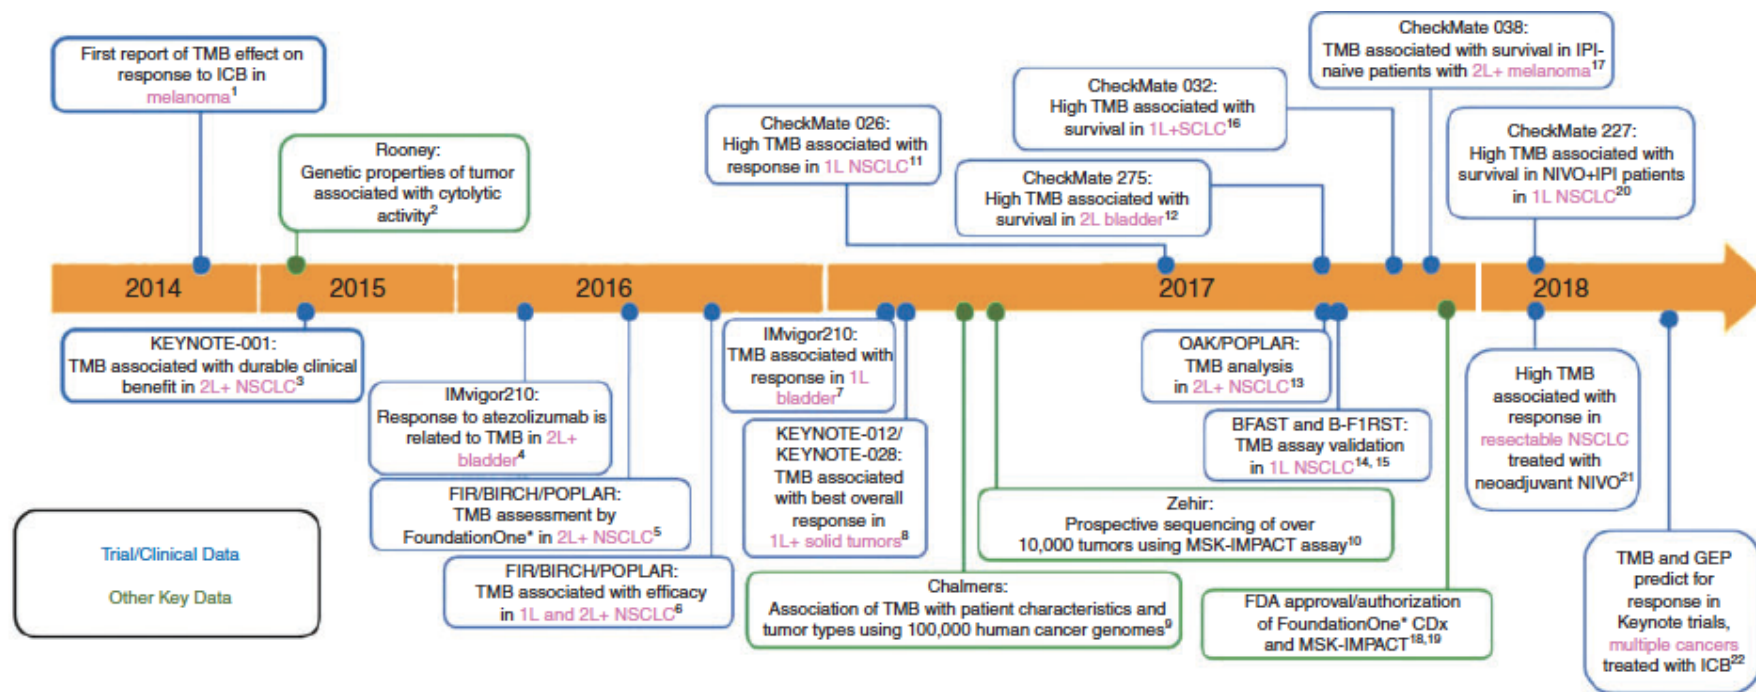 First report of TMB effect on
response to ICB in
melanoma1
Rooney:
Genetic properties of tumor
associated with cytolytic
activity2
CheckMate 026:
High TMB associated with
response in 1L NSCLC11
CheckMate 032:
High TMB associated with
survival in 1L+SCLC16
CheckMate 275:
High TMB associated with
survival in 2L bladder12
CheckMate 038:
TMB associated with survival in IPI-
naive patients with 2L+ melanoma17
CheckMate 227:
High TMB associated with
survival in NIVO+IPI patients
in 1L NSCLC20
2014
2015
2016
2017
2018
KEYNOTE-001:
TMB associated with durable clinical
benefit in 2L+ NSCLC3
IMvigor210:
Response to atezolizumab is
related to TMB in 2L+
bladder4
FIR/BIRCH/POPLAR:
TMB assessment by
FoundationOne* in 2L+ NSCLC5
FIR/BIRCH/POPLAR:
TMB associated with efficacy
in 1L and 2L+ NSCLC6
IMvigor210:
TMB associated with
response in 1L
bladder7
KEYNOTE-012/
KEYNOTE-028:
TMB associated
with best overall
response in
1L+ solid tumors8
Chalmers:
Association of TMB with patient characteristics and
tumor types using 100,000 human cancer genomes9
Zehir:
Prospective sequencing of over
10,000 tumors using MSK-IMPACT assay10
OAK/POPLAR:
TMB analysis
in 2L+ NSCLC13
BFAST and B-F1RST:
TMB assay validation
in 1L NSCLC14, 15
FDA approval/authorization
of FoundationOne* CDx
and MSK-IMPACT18,19
High TMB
associated with
response in
resectable NSCLC
treated with
neoadjuvant NIVO21
TMB and GEP
predict for
response in
Keynote trials,
multiple cancers
treated with ICB22
Trial/Clinical Data
Other Key Data